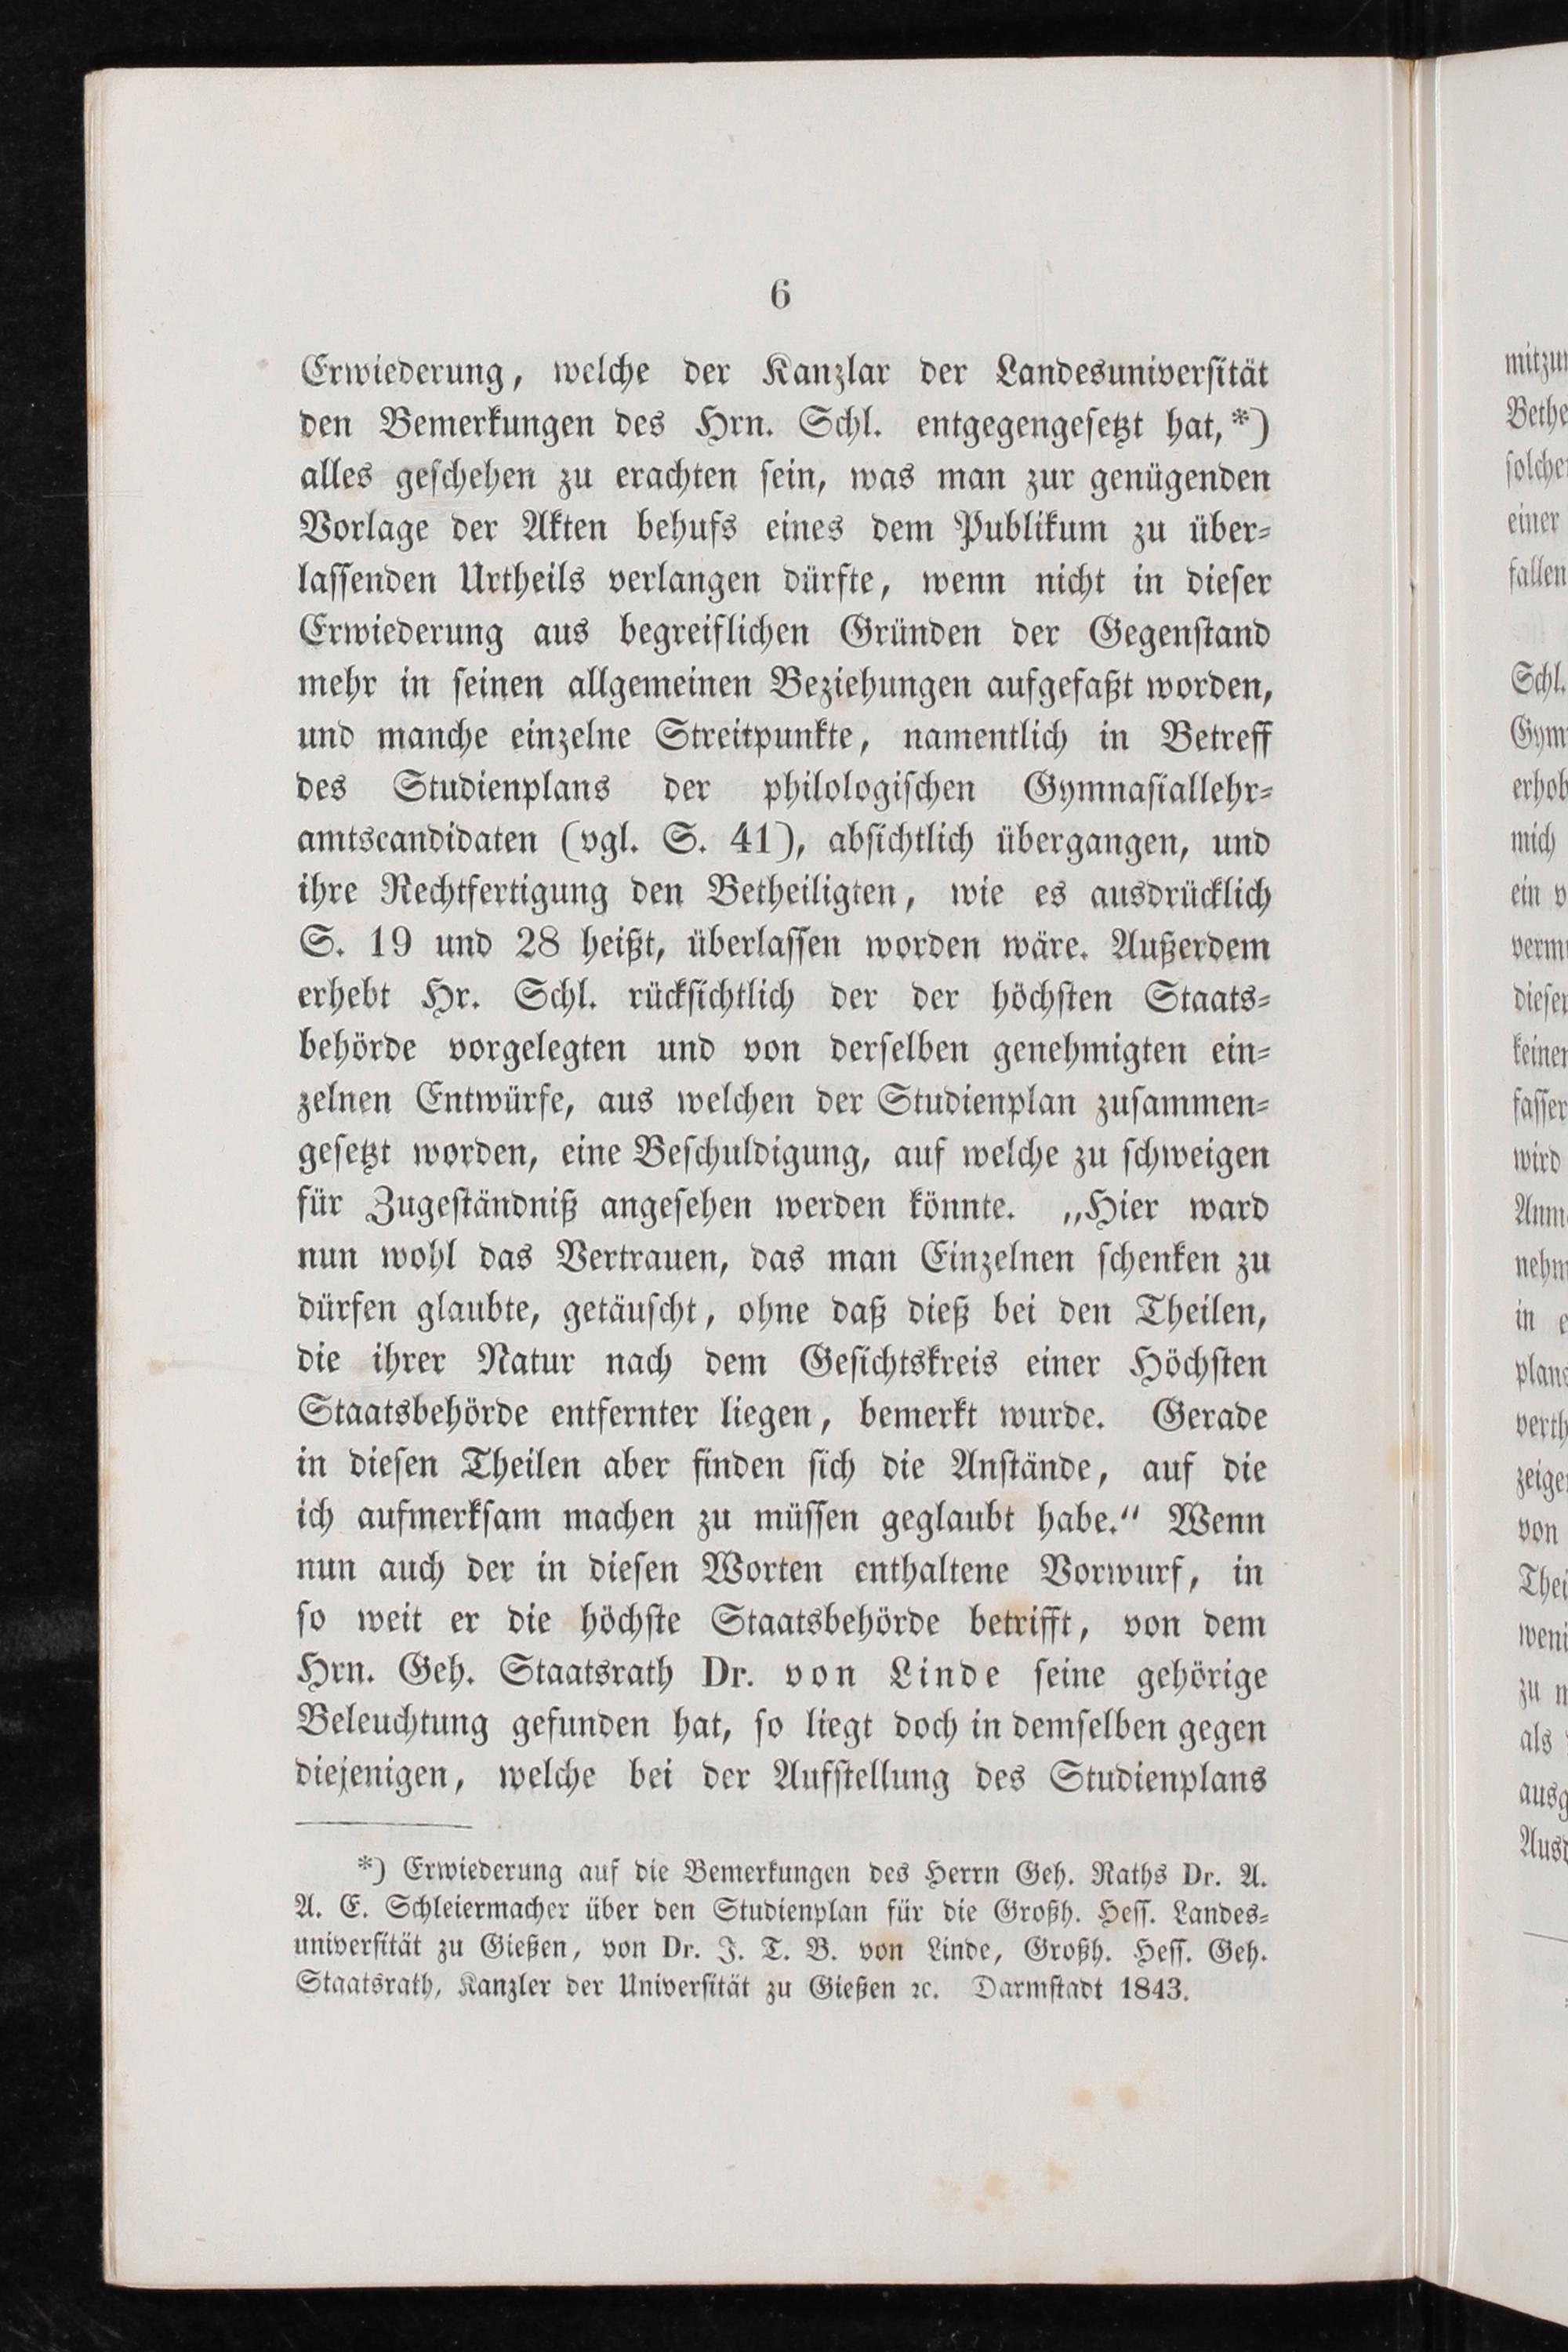 6
Erwiederung, welche der Kanzlar der Landesuniversität
den Bemerkungen des Hrn. Schl. entgegengesetzt hat,*)
alles geschehen zu erachten sein, was man zur genügenden
Vorlage der Akten behufs eines dem Publikum zu über-
lassenden Urtheils verlangen dürfte, wenn nicht in dieser
Erwiederung aus begreiflichen Gründen der Gegenstand
mehr in seinen allgemeinen Beziehungen aufgefaßt worden,
und manche einzelne Streitpunkte, namentlich in Betreff
des Studienplans der philologischen Gymnasiallehr-
amtscandidaten (vgl. S. 41), absichtlich übergangen, und
ihre Rechtfertigung den Betheiligten, wie es ausdrücklich
S. 19 und 28 heißt, überlassen worden wäre. Außerdem
erhebt Hr. Schl. rücksichtlich der der höchsten Staats-
behörde vorgelegten und von derselben genehmigten ein-
zelnen Entwürfe, aus welchen der Studienplan zusammen-
gesetzt worden, eine Beschuldigung, auf welche zu schweigen
für Zugeständniß angesehen werden könnte. „Hier ward
nun wohl das Vertrauen, das man Einzelnen schenken zu
dürfen glaubte, getäuscht, ohne daß dieß bei den Theilen,
die ihrer Natur nach dem Gesichtskreis einer Höchsten
Staatsbehörde entfernter liegen, bemerkt wurde. Gerade
in diesen Theilen aber finden sich die Anstände, auf die
ich aufmerksam machen zu müssen geglaubt habe.“ Wenn
nun auch der in diesen Worten enthaltene Vorwurf, in
so weit er die höchste Staatsbehörde betrifft, von dem
Hrn. Geh. Staatsrath Dr. von Linde seine gehörige
Beleuchtung gefunden hat, so liegt doch in demselben gegen
diejenigen, welche bei der Aufstellung des Studienplans
*) Erwiederung auf die Bemerkungen des Herrn Geh. Raths Dr. A.
A. E. Schleiermacher über den Studienplan für die Großh. Hess. Landes-
universität zu Gießen, von Dr. J. T. B. von Linde, Großh. Hess. Geh.
Staatsrath, Kanzler der Universität zu Gießen ꝛc. Darmstadt 1843.